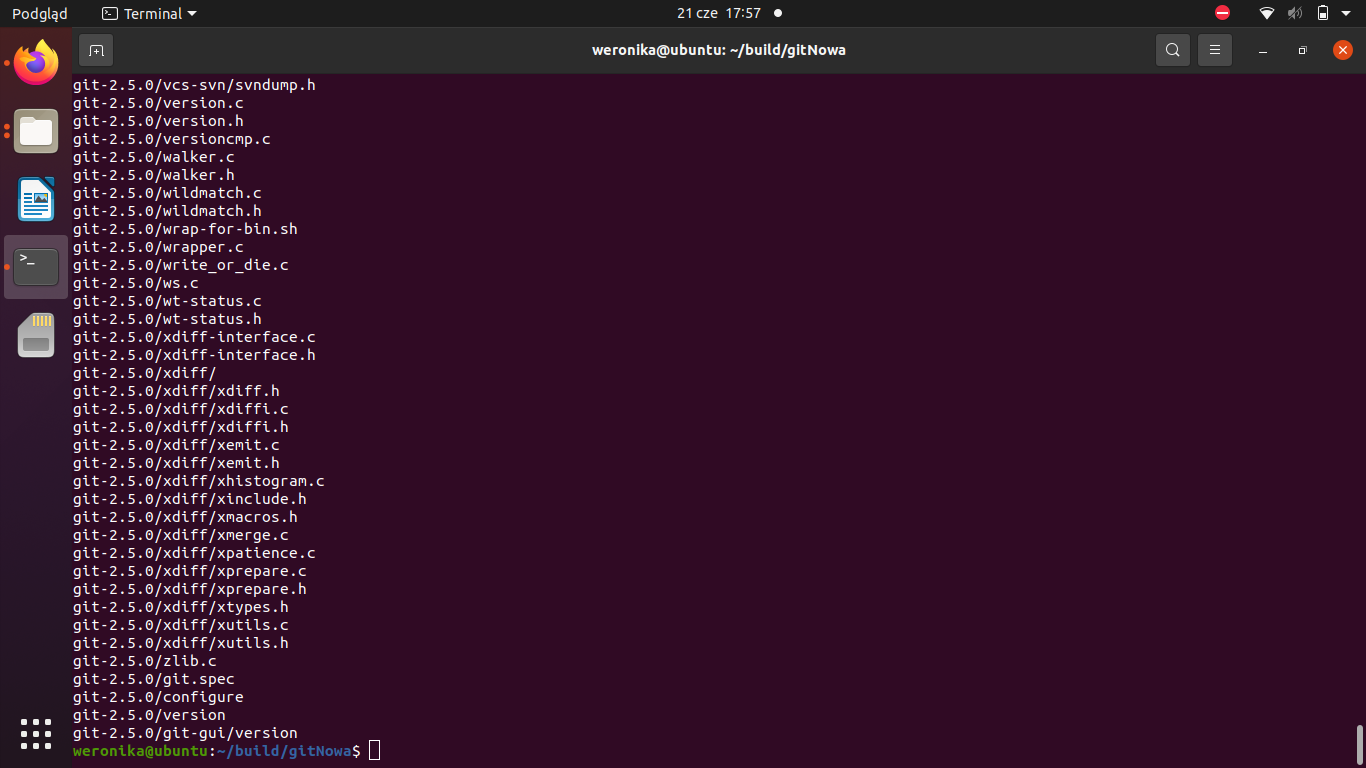 Podgląd Terminal 21 cze 17:57
weronika@ubuntu: ~/build/gitNowa
git-2.5.0/vcs-svn/svndump.h
git-2.5.0/version.c
git-2.5.0/version.h
git-2.5.0/versioncmp.c
git-2.5.0/walker.c
git-2.5.0/walker.h
git-2.5.0/wildmatch.c
git-2.5.0/wildmatch.h
git-2.5.0/wrap-for-bin.sh
git-2.5.0/wrapper.c
git-2.5.0/write_or_die.c
git-2.5.0/ws.c
git-2.5.0/wt-status.c
git-2.5.0/wt-status.h
git-2.5.0/xdiff-interface.c
git-2.5.0/xdiff-interface.h
git-2.5.0/xdiff/
git-2.5.0/xdiff/xdiff.h
git-2.5.0/xdiff/xdiffi.c
git-2.5.0/xdiff/xdiffi.h
git-2.5.0/xdiff/xemit.c
git-2.5.0/xdiff/xemit.h
git-2.5.0/xdiff/xhistogram.c
git-2.5.0/xdiff/xinclude.h
git-2.5.0/xdiff/xmacros.h
git-2.5.0/xdiff/xmerge.c
git-2.5.0/xdiff/xpatience.c
git-2.5.0/xdiff/xprepare.c
git-2.5.0/xdiff/xprepare.h
git-2.5.0/xdiff/xtypes.h
git-2.5.0/xdiff/xutils.c
git-2.5.0/xdiff/xutils.h
git-2.5.0/zlib.c
git-2.5.0/git.spec
git-2.5.0/configure
git-2.5.0/version
git-2.5.0/git-gui/version
weronika@ubuntu:~/build/gitNowa$